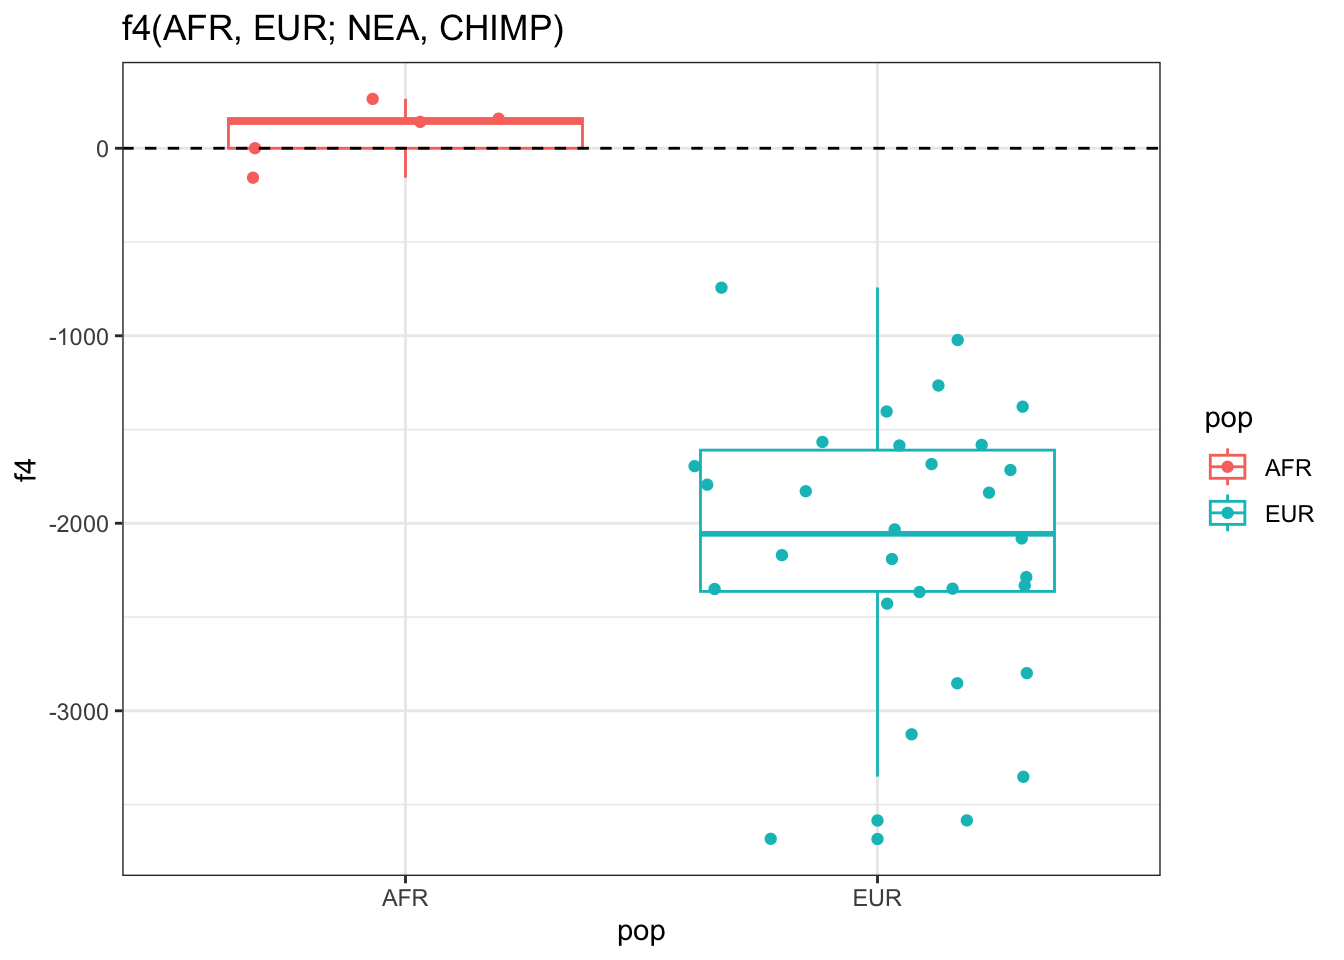 f4(AFR, EUR; NEA, CHIMP)
f4
0
-1000
-2000
-3000
AFR
EUR
pop
pop
AFR
EUR